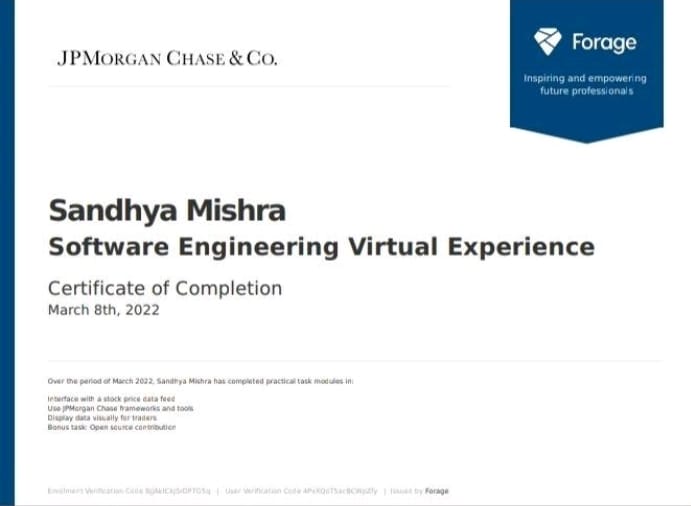 JPMORGAN CHASE & CO.
Forage
Inspiring and empowering
future professionals
Sandhya Mishra
Software Engineering Virtual Experience
Certificate of Completion
March 8th, 2022
Over the period of March 2022, Sandhya Mishra has completed practical task modules in:
Interface with a stock price data feed
Use JPMorgan Chase frameworks and tools
Display data visually for traders
Bonus task: Open source contribution
Enrolment Verification Code | User Verification Code | Issued by Forage